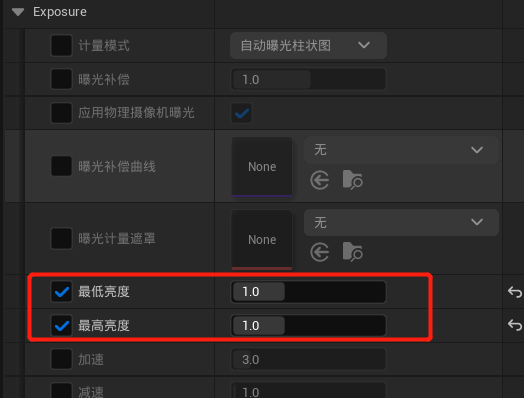 Exposure
计量模式 自动曝光柱状图
曝光补偿 1.0
应用物理摄像机曝光
曝光补偿曲线 None 无
曝光计量遮罩 None 无
最低亮度 1.0
最高亮度 1.0
加速 3.0
减速 1.0